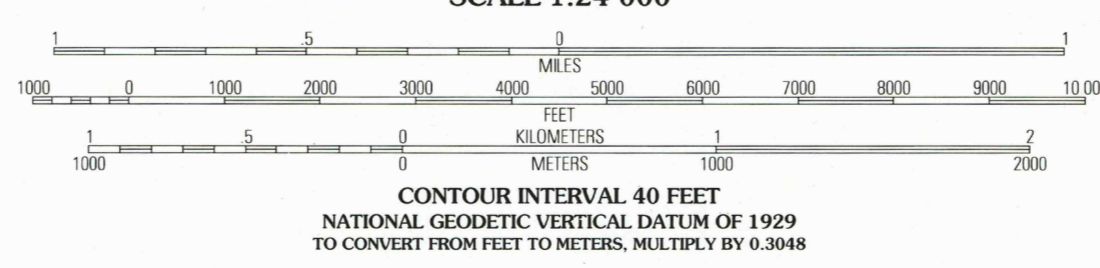 SCALE 1:24 000
1 .5 0 1
MILES
1000 0 1000 2000 3000 4000 5000 6000 7000 8000 9000 10 00
FEET
1 .5 0 KILOMETERS 1 2
1000 0 METERS 1000 2000
CONTOUR INTERVAL 40 FEET
NATIONAL GEODETIC VERTICAL DATUM OF 1929
TO CONVERT FROM FEET TO METERS, MULTIPLY BY 0.3048